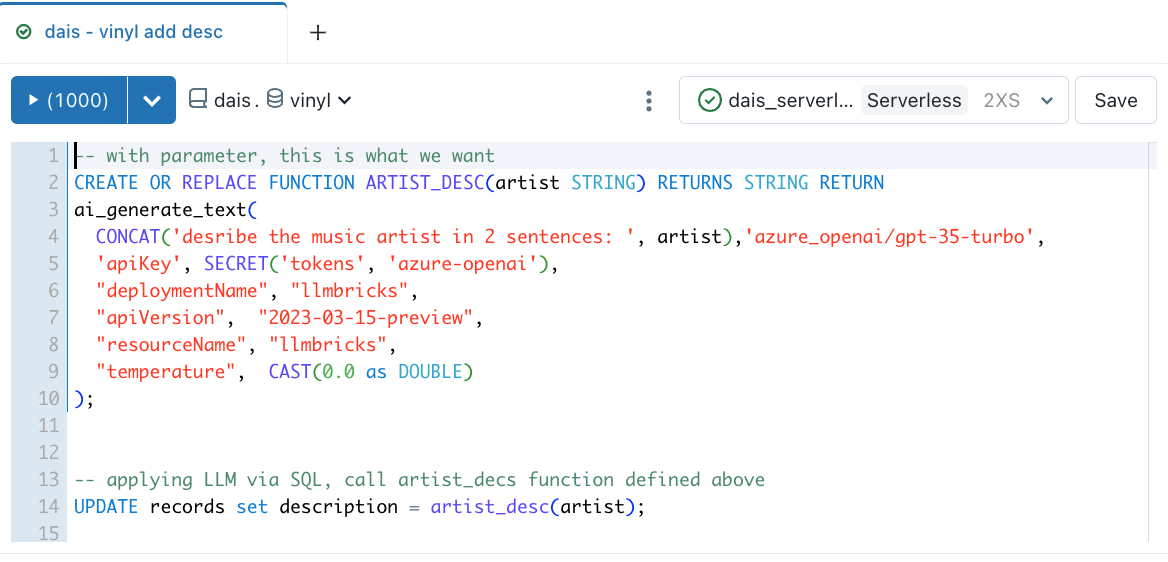 dais - vinyl add desc +
(1000) dais . vinyl dais_serverl... Serverless 2XS Save
1 -- with parameter, this is what we want
2 CREATE OR REPLACE FUNCTION ARTIST_DESC(artist STRING) RETURNS STRING RETURN
3 ai_generate_text(
4 CONCAT('desribe the music artist in 2 sentences: ', artist),'azure_openai/gpt-35-turbo',
5 'apiKey', SECRET('tokens', 'azure-openai'),
6 "deploymentName", "llmbricks",
7 "apiVersion", "2023-03-15-preview",
8 "resourceName", "llmbricks",
9 "temperature", CAST(0.0 as DOUBLE)
10 );
11
12
13 -- applying LLM via SQL, call artist_decs function defined above
14 UPDATE records set description = artist_desc(artist);
15